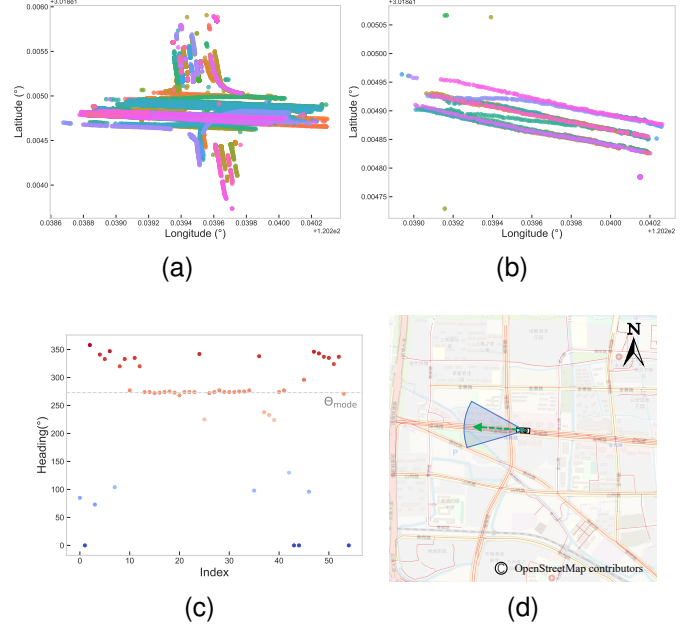 +3.018e1
0.0060
0.0055
0.0050
0.0045
0.0040
Latitude (°)
0.0386 0.0388 0.0390 0.0392 0.0394 0.0396 0.0398 0.0400 0.0402
Longitude (°)
+1.202e2
(a)
+3.018e1
0.00505
0.00500
0.00495
0.00490
0.00485
0.00480
0.00475
Latitude (°)
0.0390 0.0392 0.0394 0.0396 0.0398 0.0400 0.0402
Longitude (°)
+1.202e2
(b)
350
300
250
200
150
100
50
0
Heading(°)
Θmode
0 10 20 30 40 50
Index
(c)
N
P
© OpenStreetMap contributors
(d)